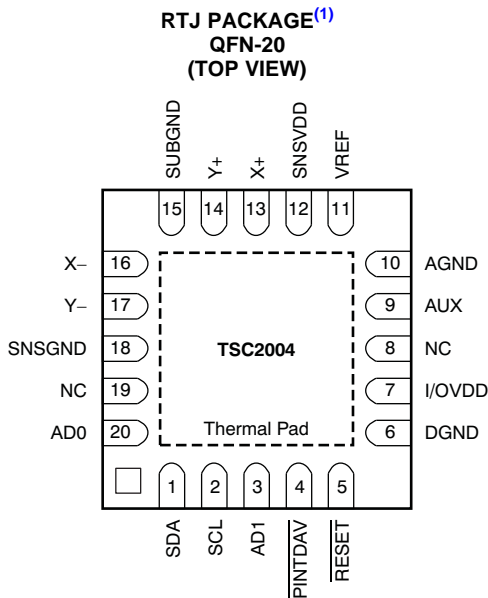 RTJ PACKAGE(1)
QFN-20
(TOP VIEW)
SUBGND
Y+
X+
SNSVDD
VREF
15
14
13
12
11
X–
16
10
AGND
Y–
17
9
AUX
SNSGND
18
TSC2004
8
NC
NC
19
7
I/OVDD
AD0
20
Thermal Pad
6
DGND
1
2
3
4
5
SDA
SCL
AD1
PINTDAV
RESET